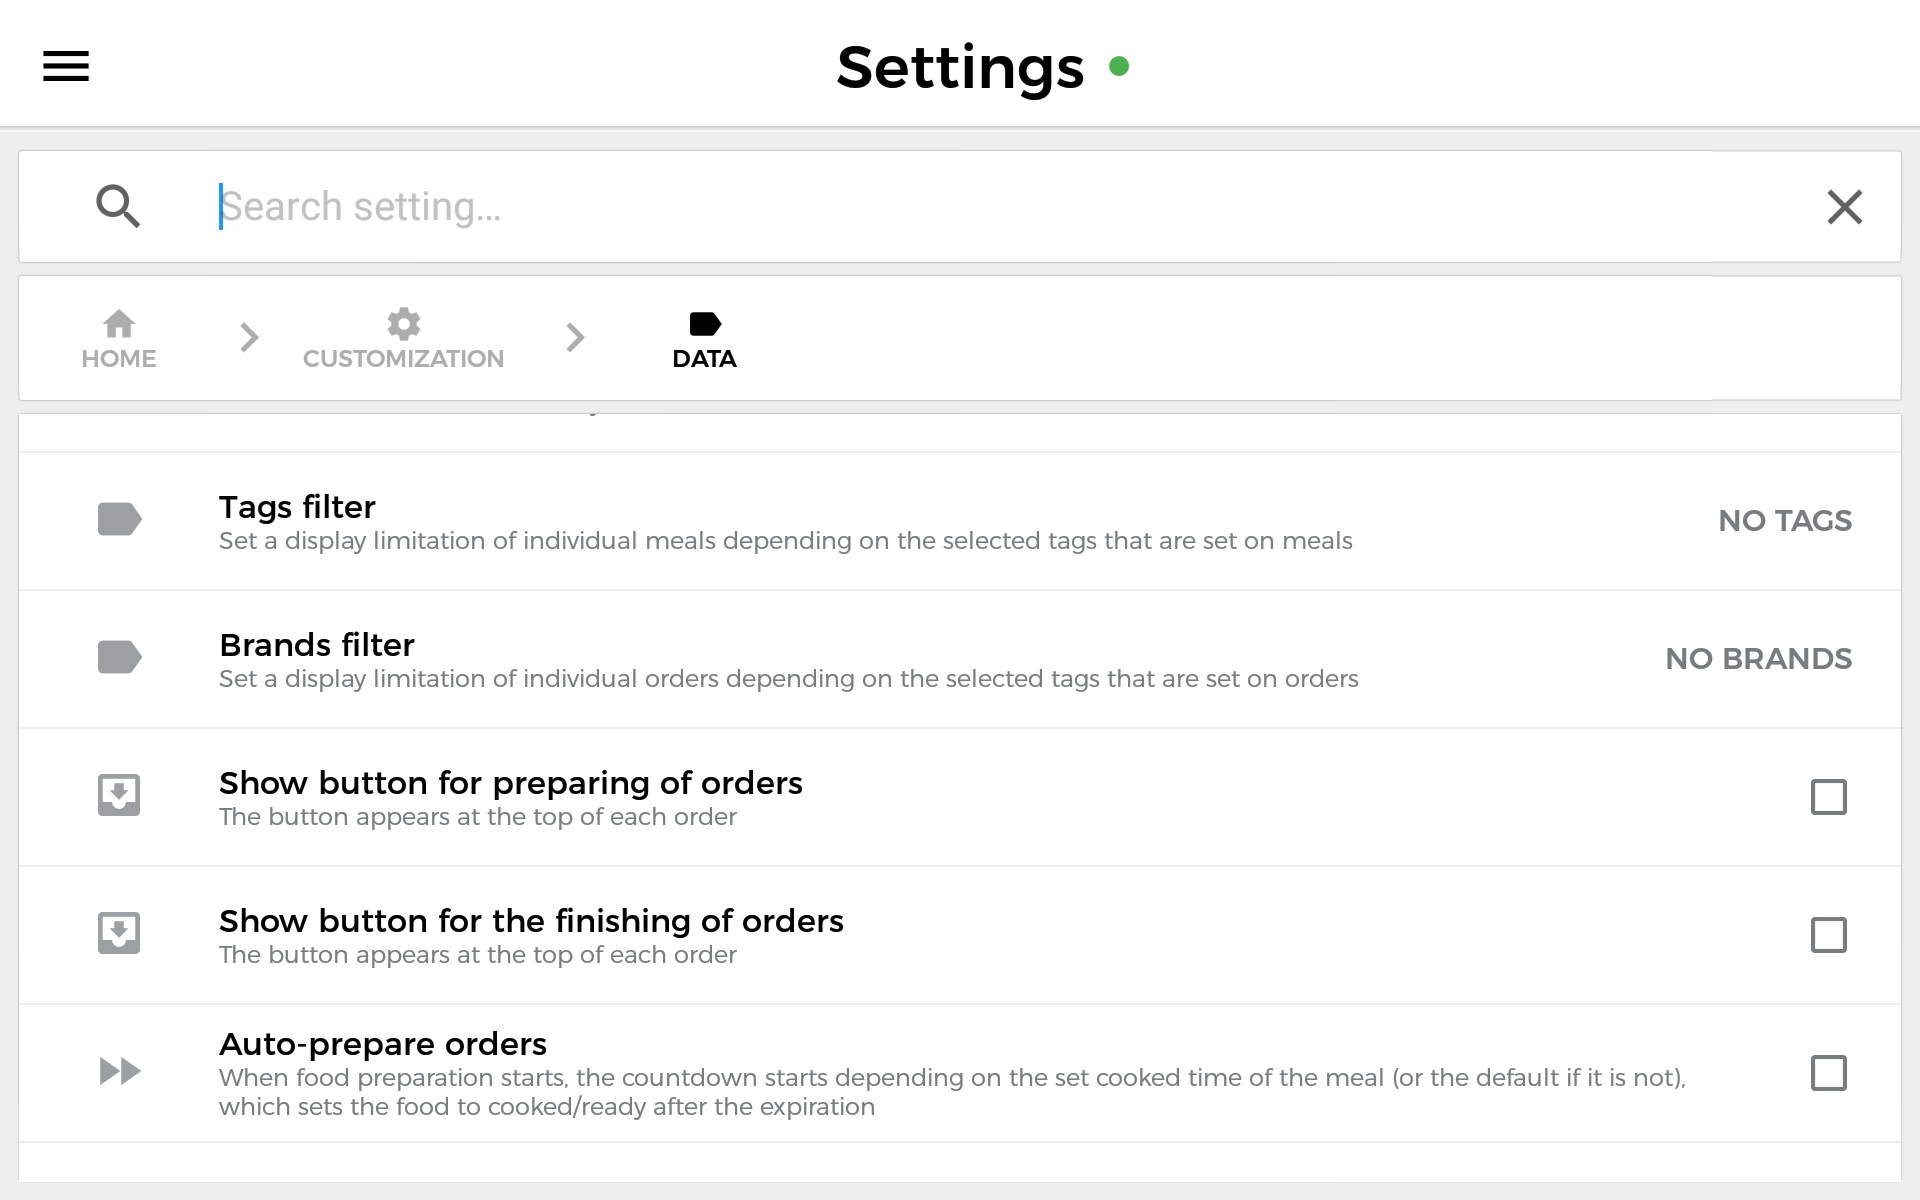 Settings
Search setting...
HOME
CUSTOMIZATION
DATA
Tags filter
Set a display limitation of individual meals depending on the selected tags that are set on meals
NO TAGS
Brands filter
Set a display limitation of individual orders depending on the selected tags that are set on orders
NO BRANDS
Show button for preparing of orders
The button appears at the top of each order
Show button for the finishing of orders
The button appears at the top of each order
Auto-prepare orders
When food preparation starts, the countdown starts depending on the set cooked time of the meal (or the default if it is not),
which sets the food to cooked/ready after the expiration